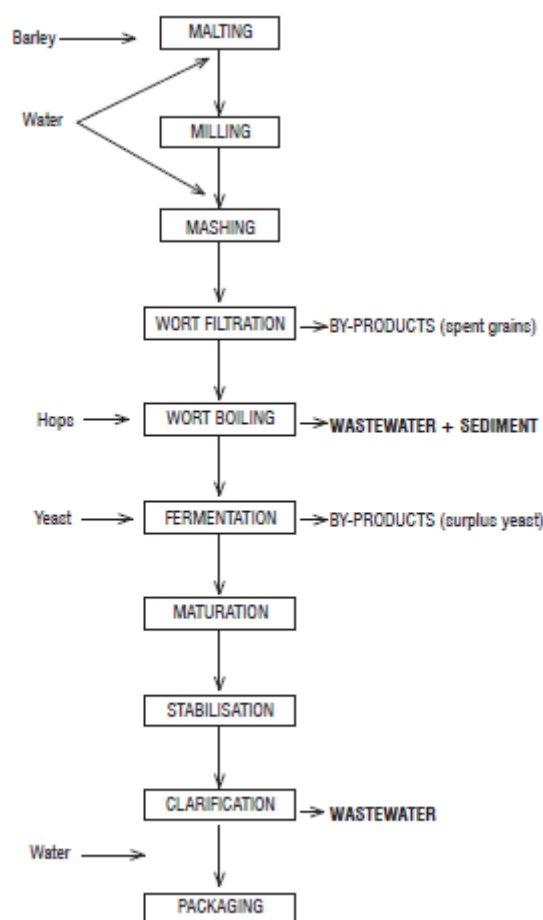 MALTING
Barley
Water
MILLING
MASHING
WORT FILTRATION
BY-PRODUCTS (spent grains)
Hops
WORT BOILING
WASTEWATER + SEDIMENT
Yeast
FERMENTATION
BY-PRODUCTS (surplus yeast)
MATURATION
STABILISATION
CLARIFICATION
WASTEWATER
Water
PACKAGING